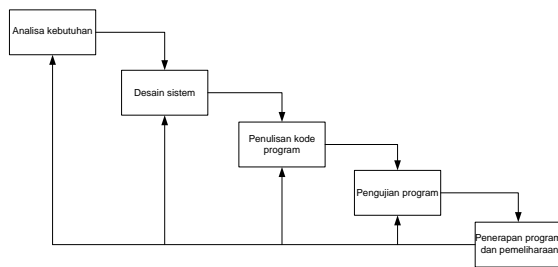 Analisa kebutuhan
Desain sistem
Penulisan kode
program
Pengujian program
Penerapan program
dan pemeliharaan